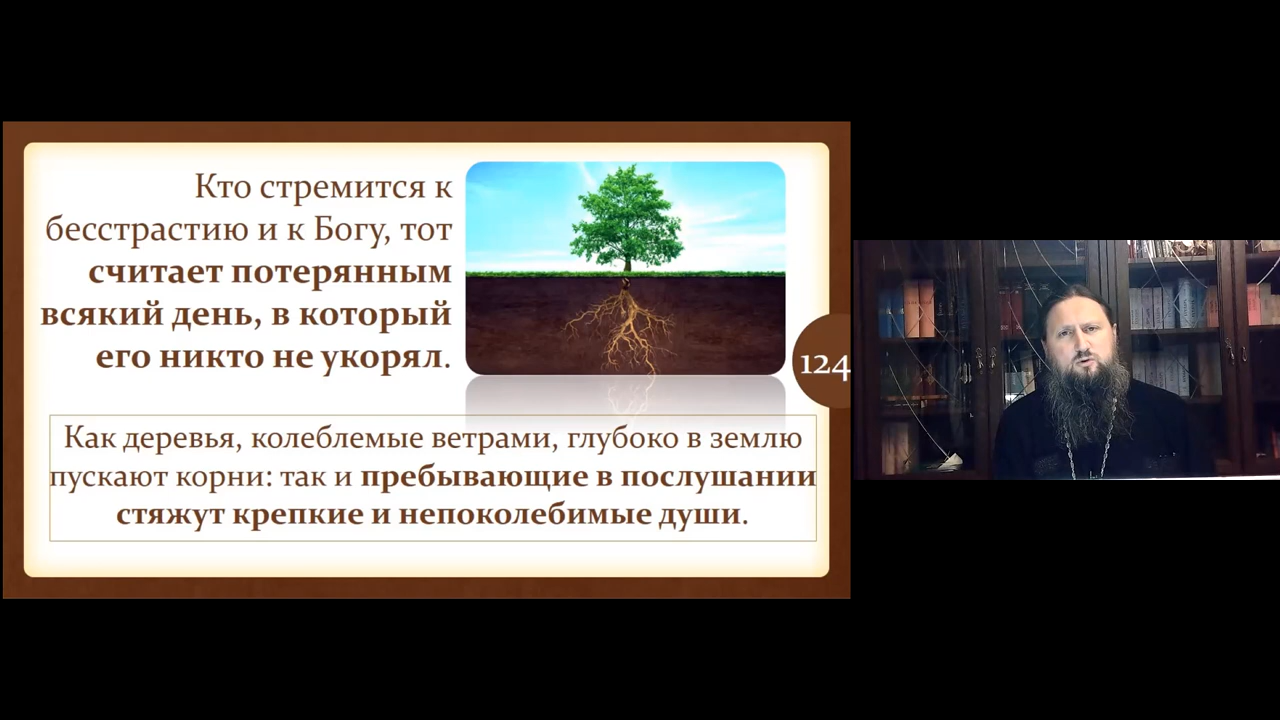 Кто стремится к
бесстрастию и к Богу, тот
считает потерянным
всякий день, в который
его никто не укорял.
124
Как деревья, колеблемые ветрами, глубоко в землю
пускают корни: так и пребывающие в послушании
стяжут крепкие и непоколебимые души.